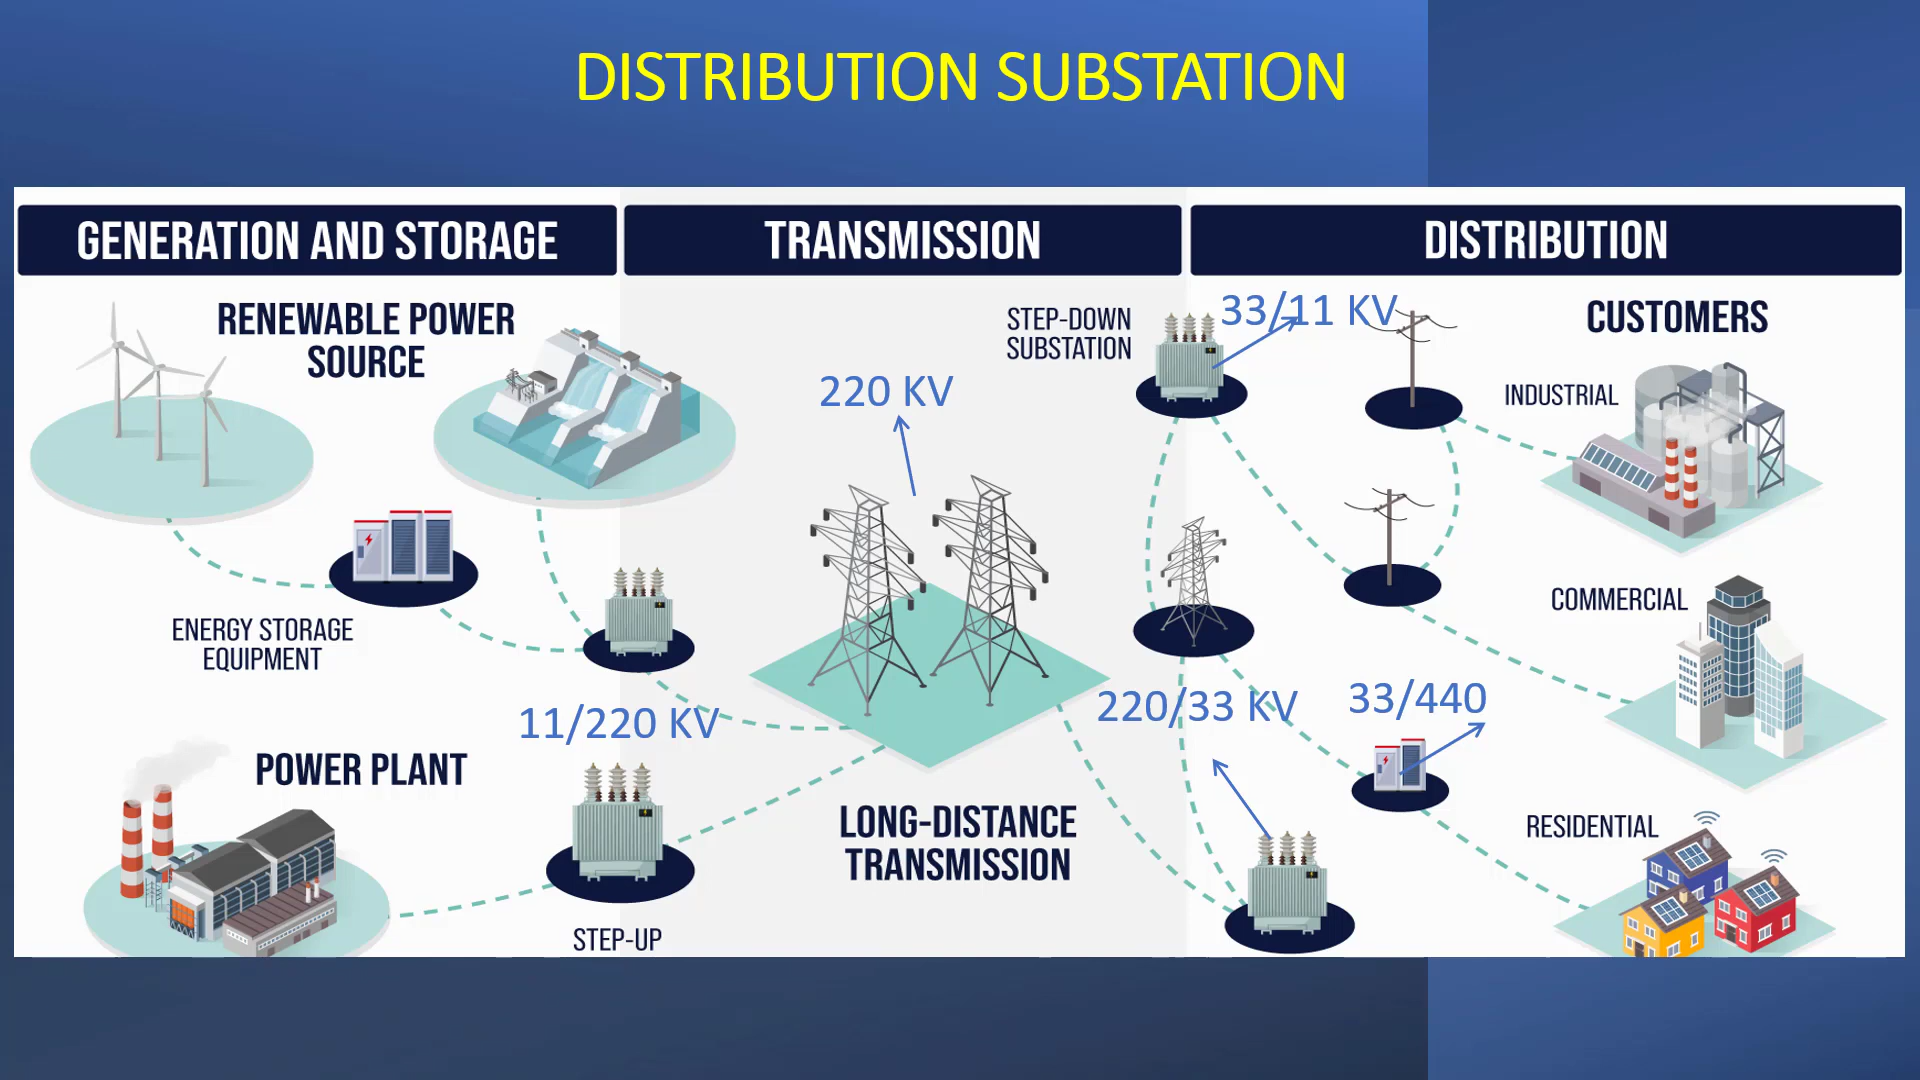 DISTRIBUTION SUBSTATION
GENERATION AND STORAGE
TRANSMISSION
DISTRIBUTION
RENEWABLE POWER
SOURCE
STEP-DOWN
SUBSTATION
33/11 KV
CUSTOMERS
220 KV
INDUSTRIAL
ENERGY STORAGE
EQUIPMENT
COMMERCIAL
11/220 KV
220/33 KV
33/440
POWER PLANT
LONG-DISTANCE
TRANSMISSION
RESIDENTIAL
STEP-UP